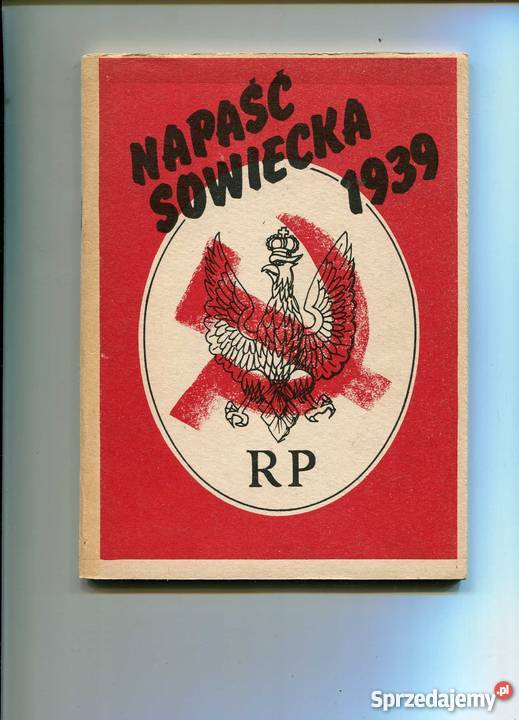 NAPAŚĆ
SOWIECKA
1939
RP
Sprzedajemy.pl